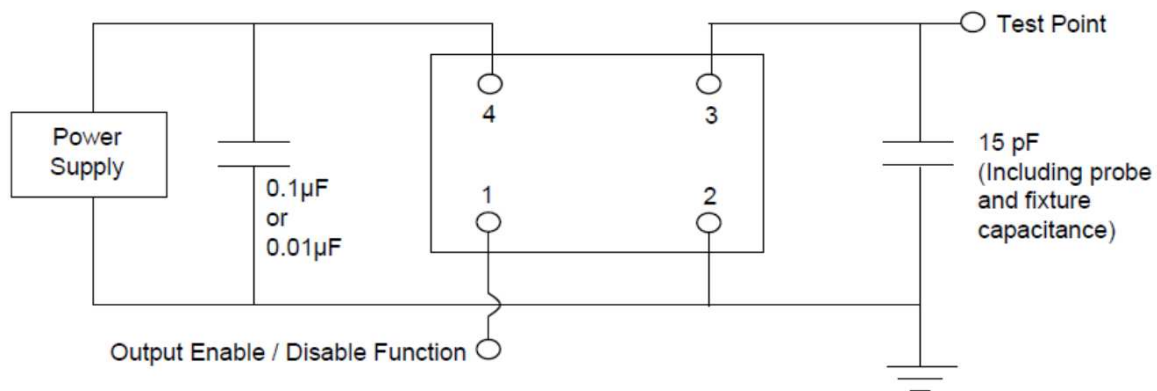 Test Point
Power
Supply
4
3
0.1µF
or
0.01µF
1
2
15 pF
(Including probe
and fixture
capacitance)
Output Enable / Disable Function